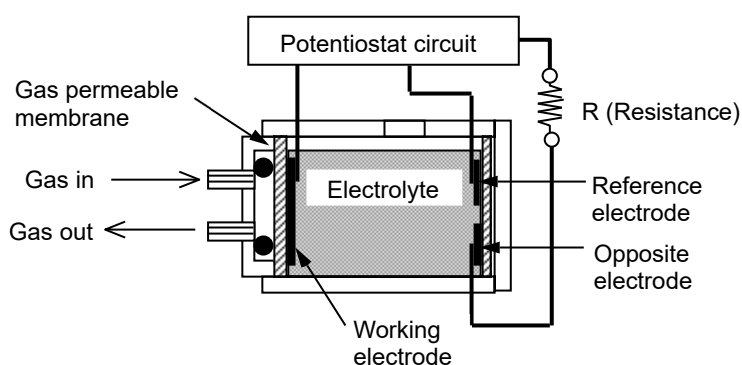 Potentiostat circuit
Gas permeable
membrane
R (Resistance)
Gas in
Electrolyte
Reference
electrode
Gas out
Opposite
electrode
Working
electrode